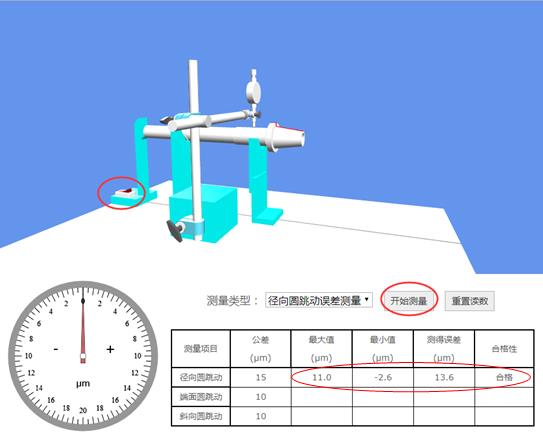 测量类型： 径向圆跳动误差测量 开始测量 重置读数
测量项目 公差 (μm) 最大值 (μm) 最小值 (μm) 测得误差 (μm) 合格性
径向圆跳动 15 11.0 -2.6 13.6 合格
端面圆跳动 10
斜向圆跳动 10
0
2 2
4 4
6 6
8 8
- +
10 10
12 12
μm
14 14
16 16
18 18
20